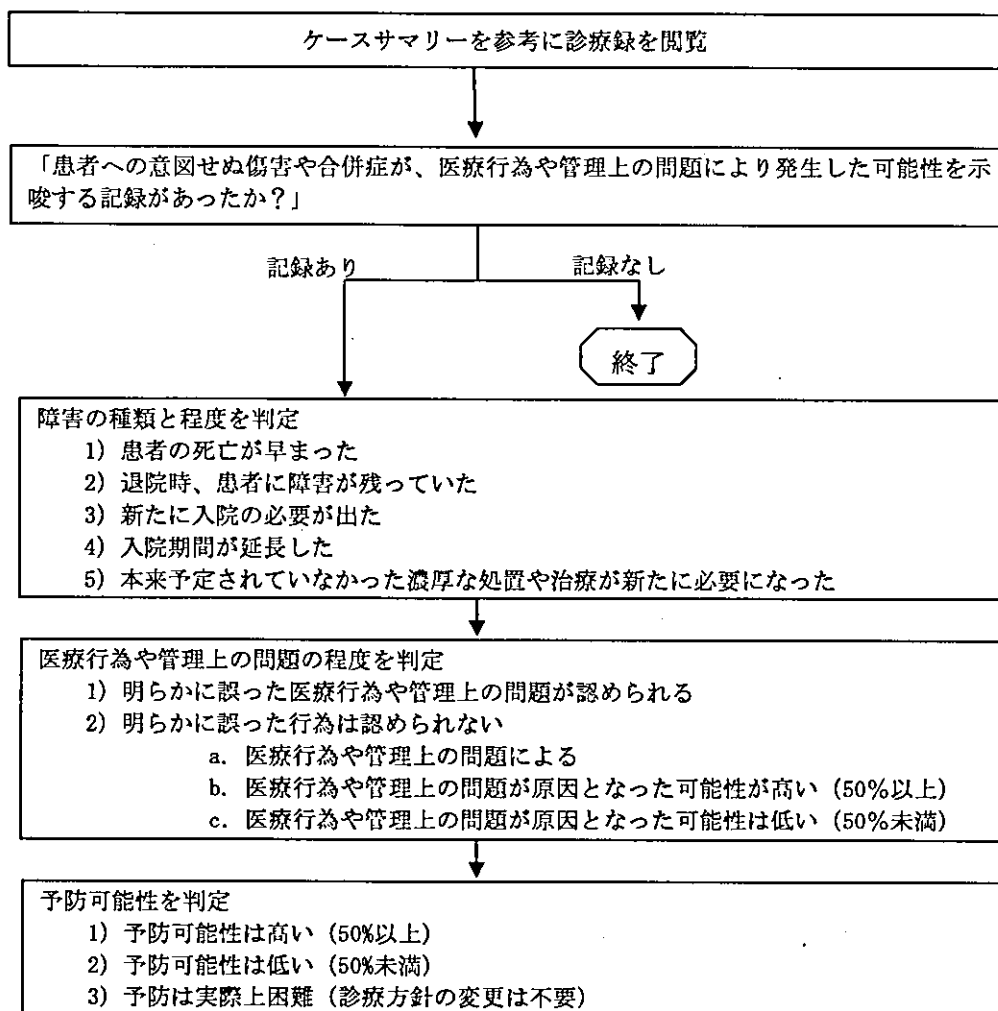 ケースサマリーを参考に診療録を閲覧
「患者への意図せぬ傷害や合併症が、医療行為や管理上の問題により発生した可能性を示
唆する記録があったか？」
記録あり
記録なし
終了
障害の種類と程度を判定
1) 患者の死亡が早まった
2) 退院時、患者に障害が残っていた
3) 新たに入院の必要が出た
4) 入院期間が延長した
5) 本来予定されていなかった濃厚な処置や治療が新たに必要になった
医療行為や管理上の問題の程度を判定
1) 明らかに誤った医療行為や管理上の問題が認められる
2) 明らかに誤った行為は認められない
a. 医療行為や管理上の問題による
b. 医療行為や管理上の問題が原因となった可能性が高い (50%以上)
c. 医療行為や管理上の問題が原因となった可能性は低い (50%未満)
予防可能性を判定
1) 予防可能性は高い (50%以上)
2) 予防可能性は低い (50%未満)
3) 予防は実際上困難 (診療方針の変更は不要)